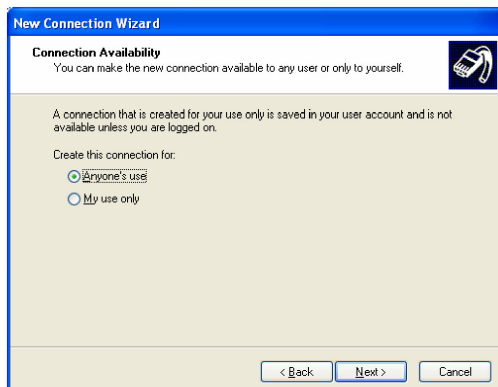 New Connection Wizard
Connection Availability
You can make the new connection available to any user or only to yourself.
A connection that is created for your use only is saved in your user account and is not
available unless you are logged on.
Create this connection for:
Anyone's use
My use only
< Back
Next >
Cancel